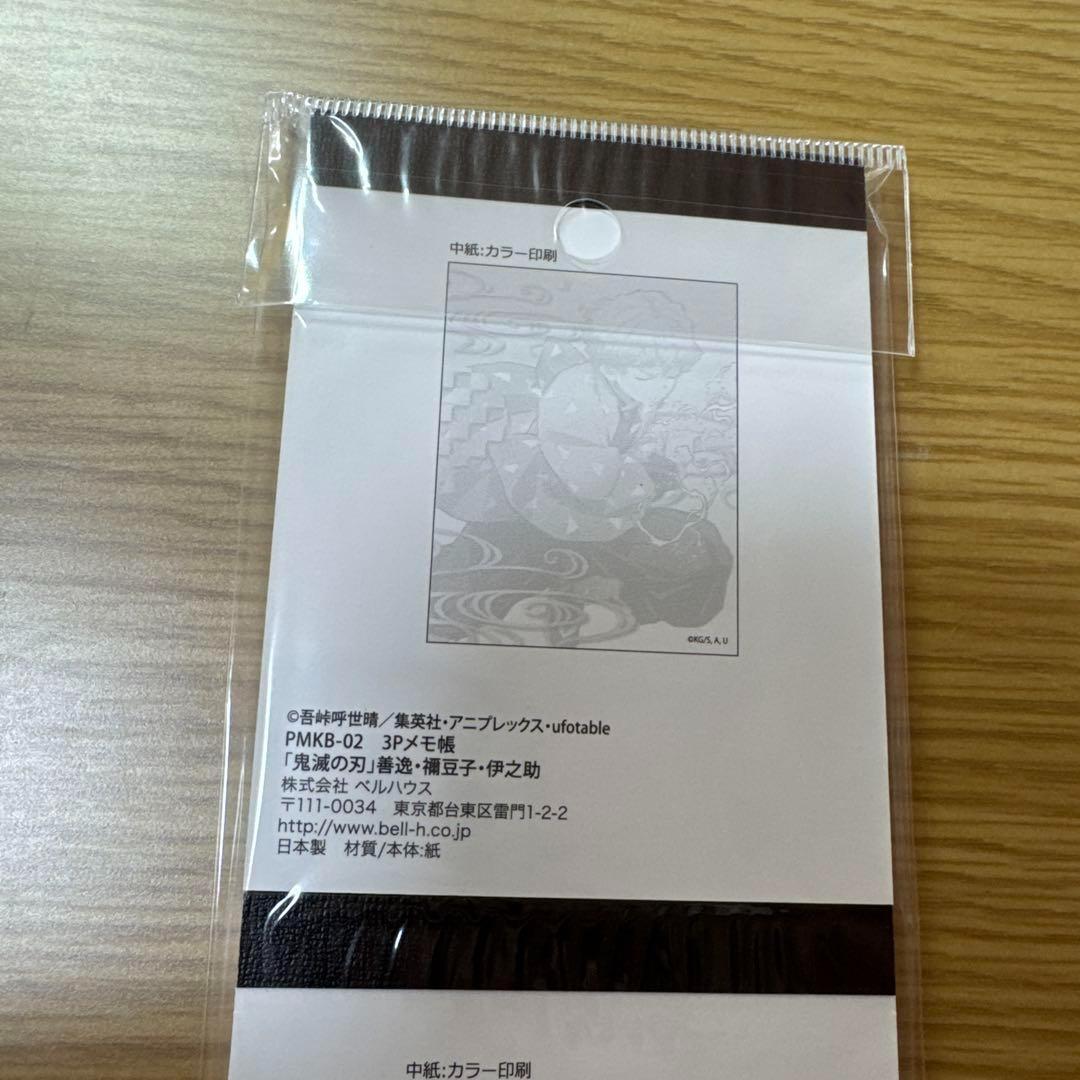 中紙:カラー印刷
©KG/S, A, U
©吾峠呼世晴／集英社・アニプレックス・ufotable
PMKB-02　3Pメモ帳
「鬼滅の刃」善逸・禰豆子・伊之助
株式会社 ベルハウス
〒111-0034　東京都台東区雷門1-2-2
http://www.bell-h.co.jp
日本製　材質/本体:紙
中紙:カラー印刷